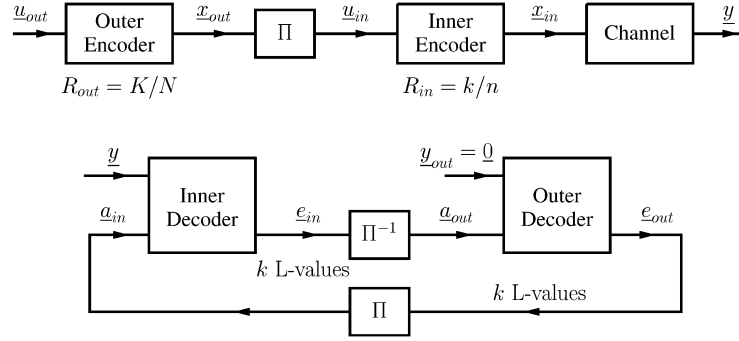 u_out
Outer
Encoder
x_out
Π
u_in
Inner
Encoder
x_in
Channel
y
R_out = K/N
R_in = k/n
y
a_in
Inner
Decoder
e_in
k L-values
Π⁻¹
a_out
y_out = 0
Outer
Decoder
e_out
k L-values
Π